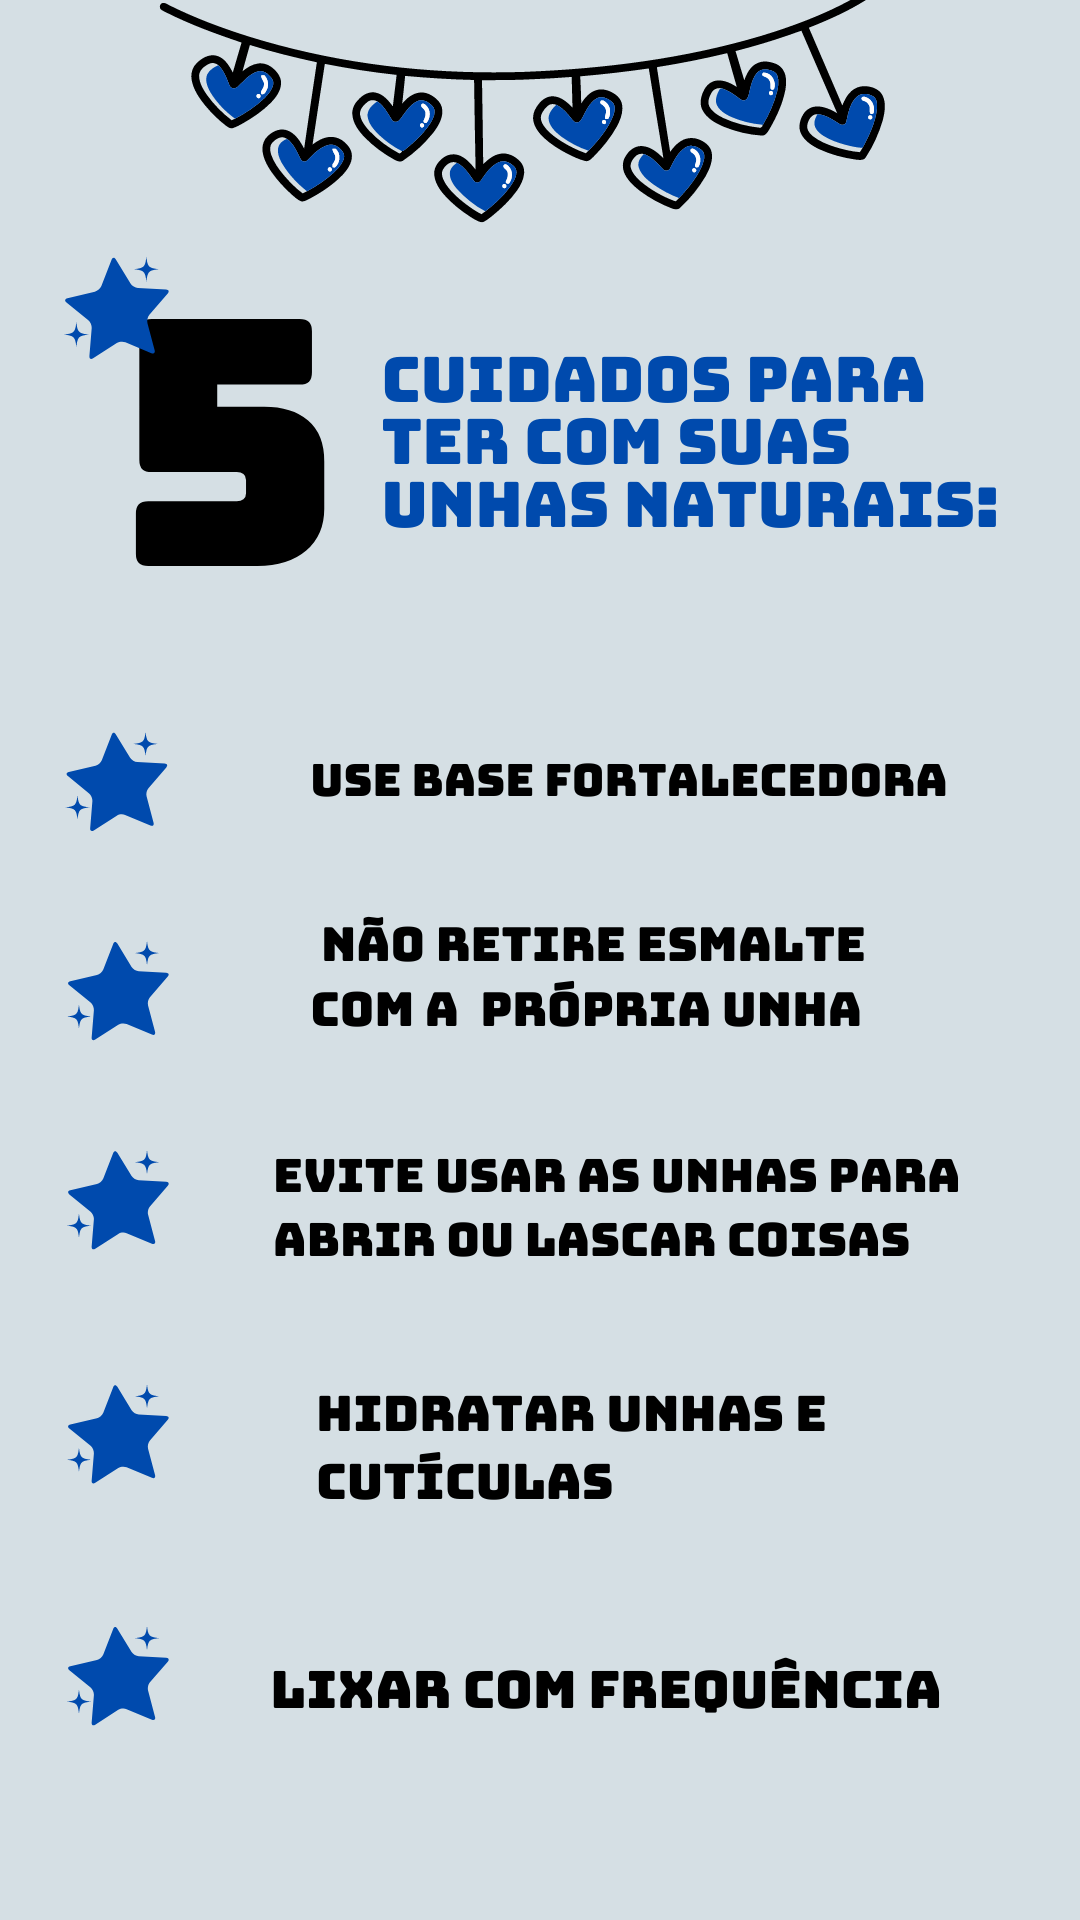 5
CUIDADOS PARA
TER COM SUAS
UNHAS NATURAIS:
USE BASE FORTALECEDORA
NÃO RETIRE ESMALTE
COM A PRÓPRIA UNHA
EVITE USAR AS UNHAS PARA
ABRIR OU LASCAR COISAS
HIDRATAR UNHAS E
CUTÍCULAS
LIXAR COM FREQUÊNCIA